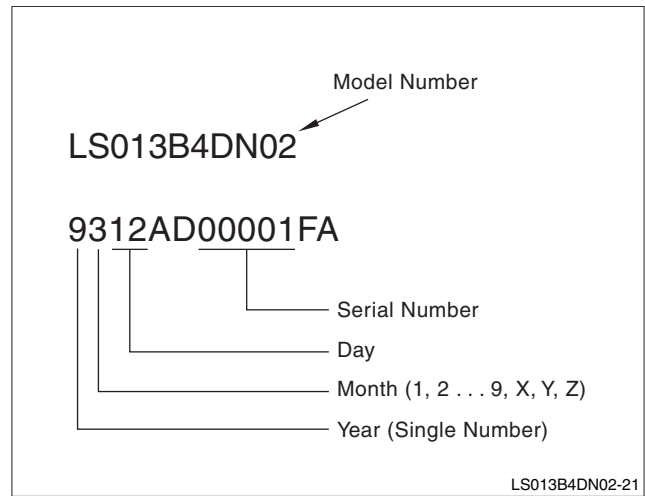 Model Number
LS013B4DN02
9312AD00001FA
Serial Number
Day
Month (1, 2 . . . 9, X, Y, Z)
Year (Single Number)
LS013B4DN02-21